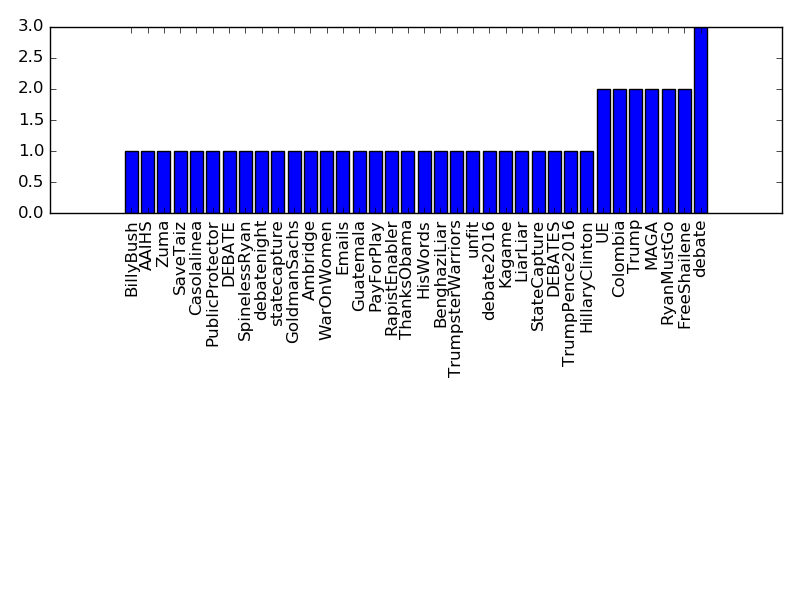 3.0
2.5
2.0
1.5
1.0
0.5
0.0
BillyBush
AAIHS
Zuma
SaveTaiz
Casolalinea
PublicProtector
DEBATE
SpinelessRyan
debatenight
statecapture
GoldmanSachs
Ambridge
WarOnWomen
Emails
Guatemala
PayForPlay
RapistEnabler
ThanksObama
HisWords
BenghaziLiar
TrumpsterWarriors
unfit
debate2016
Kagame
LiarLiar
StateCapture
DEBATES
TrumpPence2016
HillaryClinton
UE
Colombia
Trump
MAGA
RyanMustGo
FreeShailene
debate